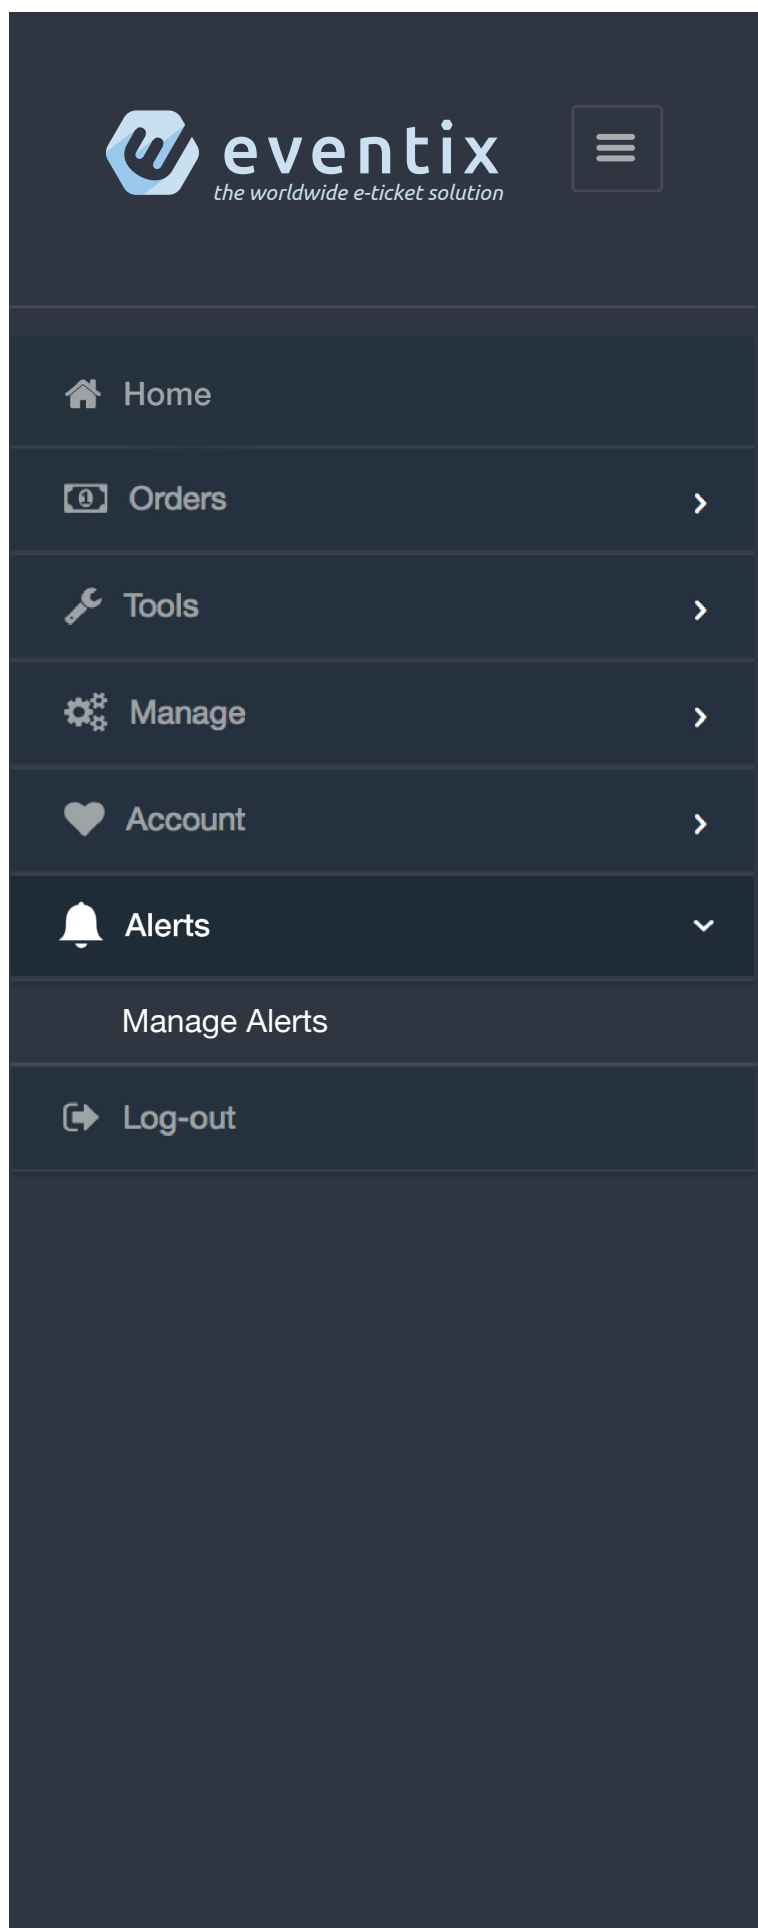 eventix
the worldwide e-ticket solution
Home
Orders
Tools
Manage
Account
Alerts
Manage Alerts
Log-out